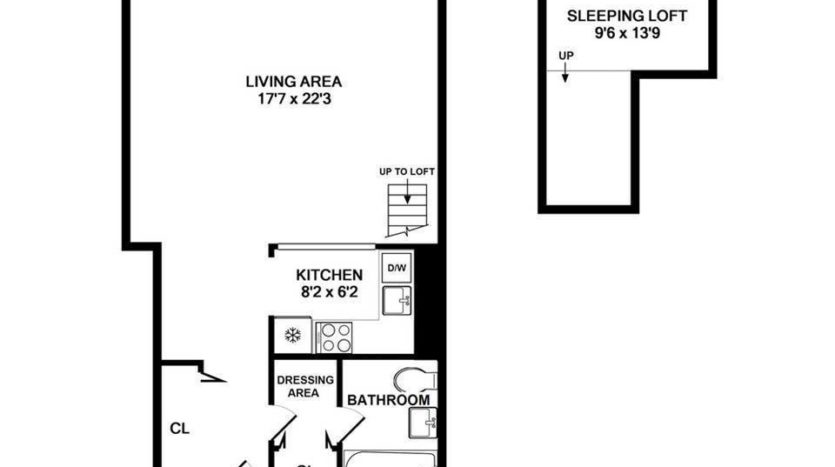 SLEEPING LOFT
9'6 x 13'9
UP
LIVING AREA
17'7 x 22'3
UP TO LOFT
KITCHEN
8'2 x 6'2
D/W
DRESSING
AREA
BATHROOM
CL